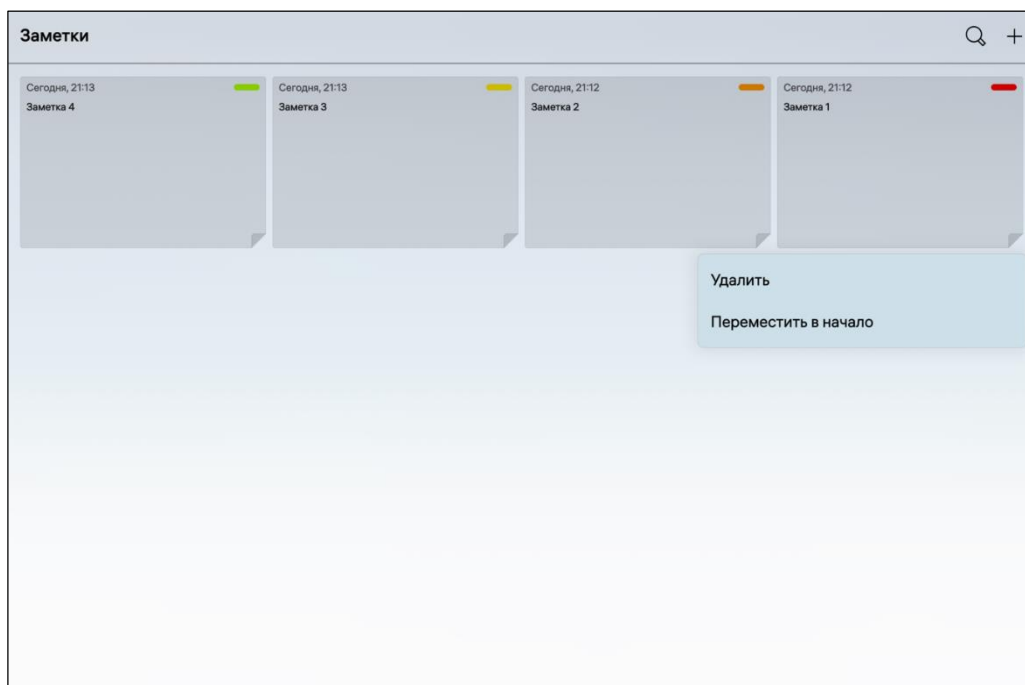 Заметки
Сегодня, 21:13
Заметка 4
Сегодня, 21:13
Заметка 3
Сегодня, 21:12
Заметка 2
Сегодня, 21:12
Заметка 1
Удалить
Переместить в начало